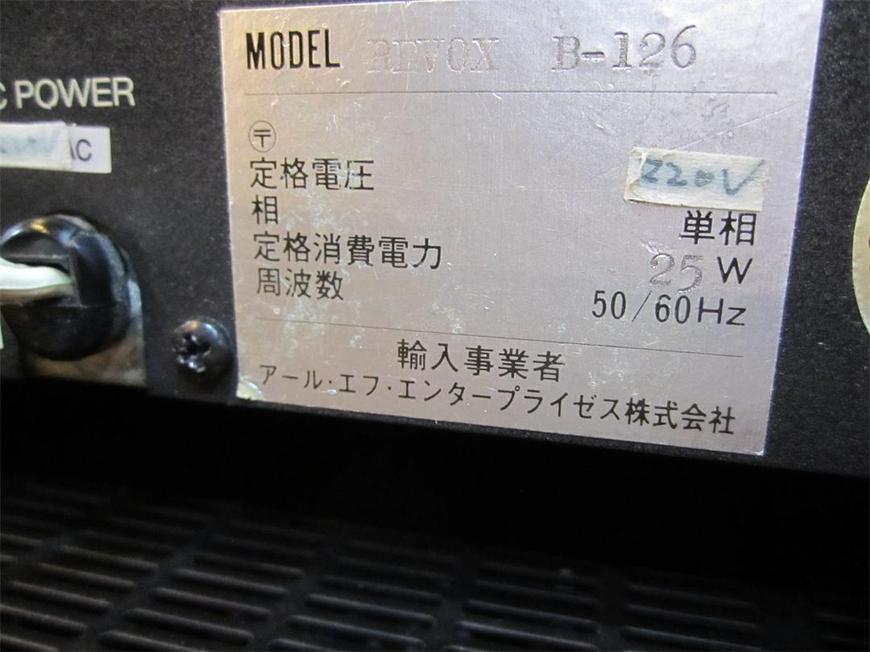 MODEL REVOX B-126
C POWER
AC
〒
定格電圧 220V
相 単相
定格消費電力 25 W
周波数 50/60Hz
輸入事業者
アール・エフ・エンタープライゼス株式会社